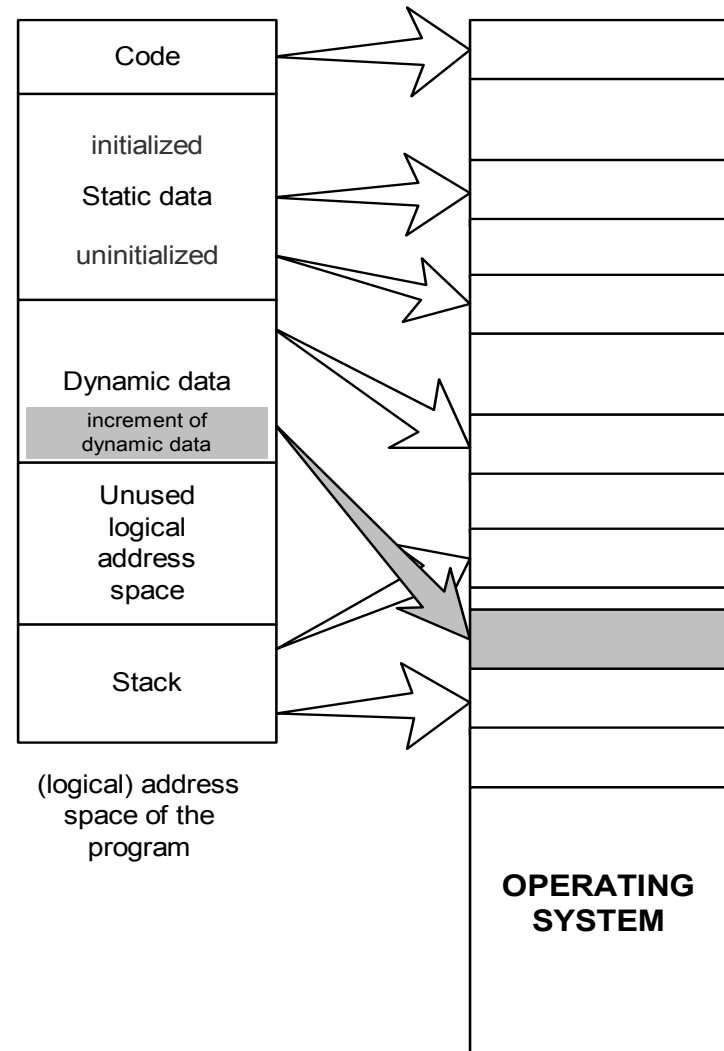 Code
initialized
Static data
uninitialized
Dynamic data
increment of
dynamic data
Unused
logical
address
space
Stack
(logical) address
space of the
program
OPERATING
SYSTEM